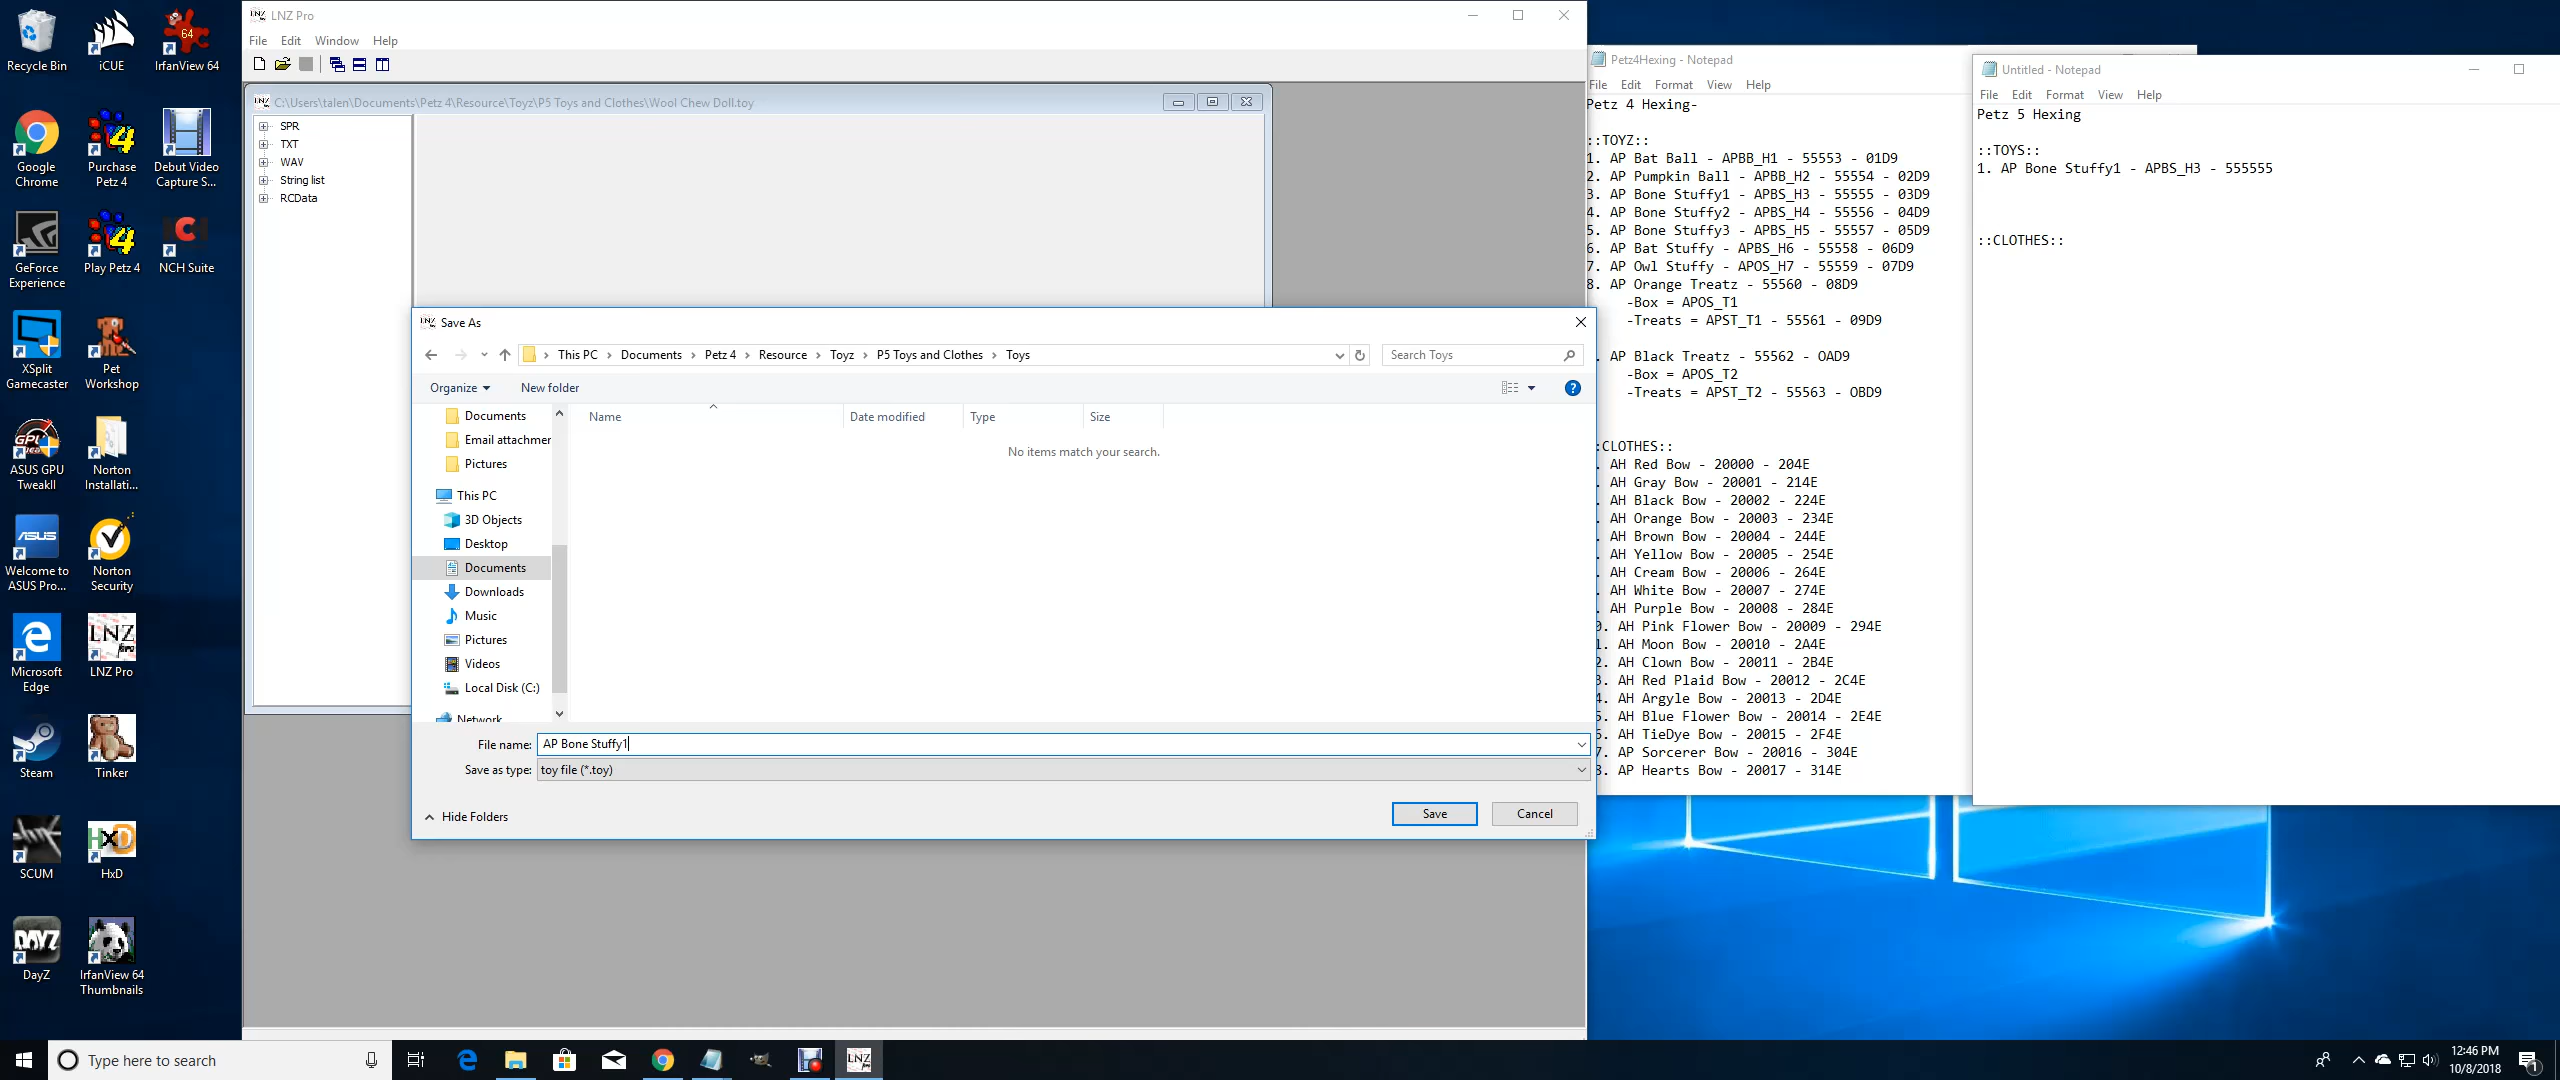 Recycle Bin
iCUE
IrfanView 64
Google Chrome
Purchase Petz 4
Debut Video Capture S...
GeForce Experience
Play Petz 4
NCH Suite
XSplit Gamecaster
Pet Workshop
ASUS GPU TweakII
Norton Installati...
Welcome to ASUS Pro...
Norton Security
Microsoft Edge
LNZ Pro
Steam
Tinker
SCUM
HxD
DayZ
IrfanView 64 Thumbnails
LNZ Pro
File Edit Window Help
C:\Users\talen\Documents\Petz 4\Resource\Toyz\P5 Toys and Clothes\Wool Chew Doll.toy
SPR
TXT
WAV
String list
RCData
Save As
This PC > Documents > Petz 4 > Resource > Toyz > P5 Toys and Clothes > Toys
Search Toys
Organize
New folder
Name
Date modified
Type
Size
No items match your search.
Documents
Email attachmer
Pictures
This PC
3D Objects
Desktop
Documents
Downloads
Music
Pictures
Videos
Local Disk (C:)
Network
File name: AP Bone Stuffy1
Save as type: toy file (*.toy)
Hide Folders
Save
Cancel
Petz4Hexing - Notepad
File Edit Format View Help
Petz 4 Hexing-
::TOYZ::
1. AP Bat Ball - APBB_H1 - 55553 - 01D9
2. AP Pumpkin Ball - APBB_H2 - 55554 - 02D9
3. AP Bone Stuffy1 - APBS_H3 - 55555 - 03D9
4. AP Bone Stuffy2 - APBS_H4 - 55556 - 04D9
5. AP Bone Stuffy3 - APBS_H5 - 55557 - 05D9
6. AP Bat Stuffy - APBS_H6 - 55558 - 06D9
7. AP Owl Stuffy - APOS_H7 - 55559 - 07D9
8. AP Orange Treatz - 55560 - 08D9
-Box = APOS_T1
-Treats = APST_T1 - 55561 - 09D9
. AP Black Treatz - 55562 - OAD9
-Box = APOS_T2
-Treats = APST_T2 - 55563 - OBD9
:CLOTHES::
. AH Red Bow - 20000 - 204E
. AH Gray Bow - 20001 - 214E
. AH Black Bow - 20002 - 224E
. AH Orange Bow - 20003 - 234E
. AH Brown Bow - 20004 - 244E
. AH Yellow Bow - 20005 - 254E
. AH Cream Bow - 20006 - 264E
. AH White Bow - 20007 - 274E
. AH Purple Bow - 20008 - 284E
0. AH Pink Flower Bow - 20009 - 294E
1. AH Moon Bow - 20010 - 2A4E
2. AH Clown Bow - 20011 - 2B4E
3. AH Red Plaid Bow - 20012 - 2C4E
4. AH Argyle Bow - 20013 - 2D4E
5. AH Blue Flower Bow - 20014 - 2E4E
6. AH TieDye Bow - 20015 - 2F4E
7. AP Sorcerer Bow - 20016 - 304E
8. AP Hearts Bow - 20017 - 314E
Untitled - Notepad
File Edit Format View Help
Petz 5 Hexing
::TOYS::
1. AP Bone Stuffy1 - APBS_H3 - 555555
::CLOTHES::
Type here to search
12:46 PM
10/8/2018
1